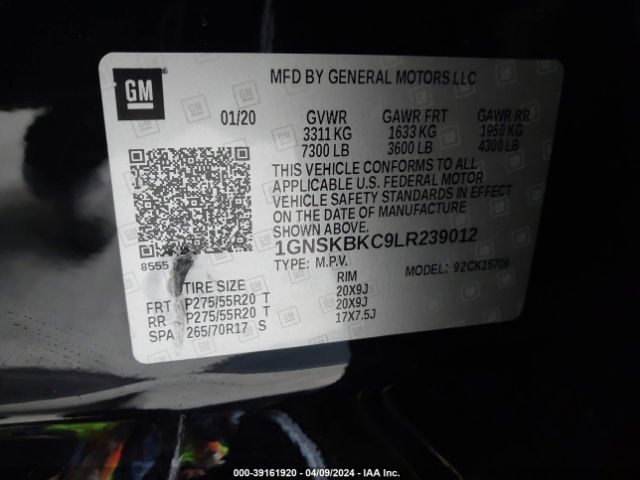 GM
MFD BY GENERAL MOTORS LLC
01/20 GVWR GAWR FRT GAWR RR
3311 KG 1633 KG 1950 KG
7300 LB 3600 LB 4300 LB
THIS VEHICLE CONFORMS TO ALL
APPLICABLE U.S. FEDERAL MOTOR
VEHICLE SAFETY STANDARDS IN EFFECT
ON THE DATE OF MANUFACTURE
SHOWN ABOVE.
1GNSKBKC9LR239012
8555 TYPE: M.P.V. MODEL: 92CK15706
TIRE SIZE RIM
FRT P275/55R20 T 20X9J
RR P275/55R20 T 20X9J
SPA 265/70R17 S 17X7.5J
000-39161920 - 04/09/2024 - IAA Inc.